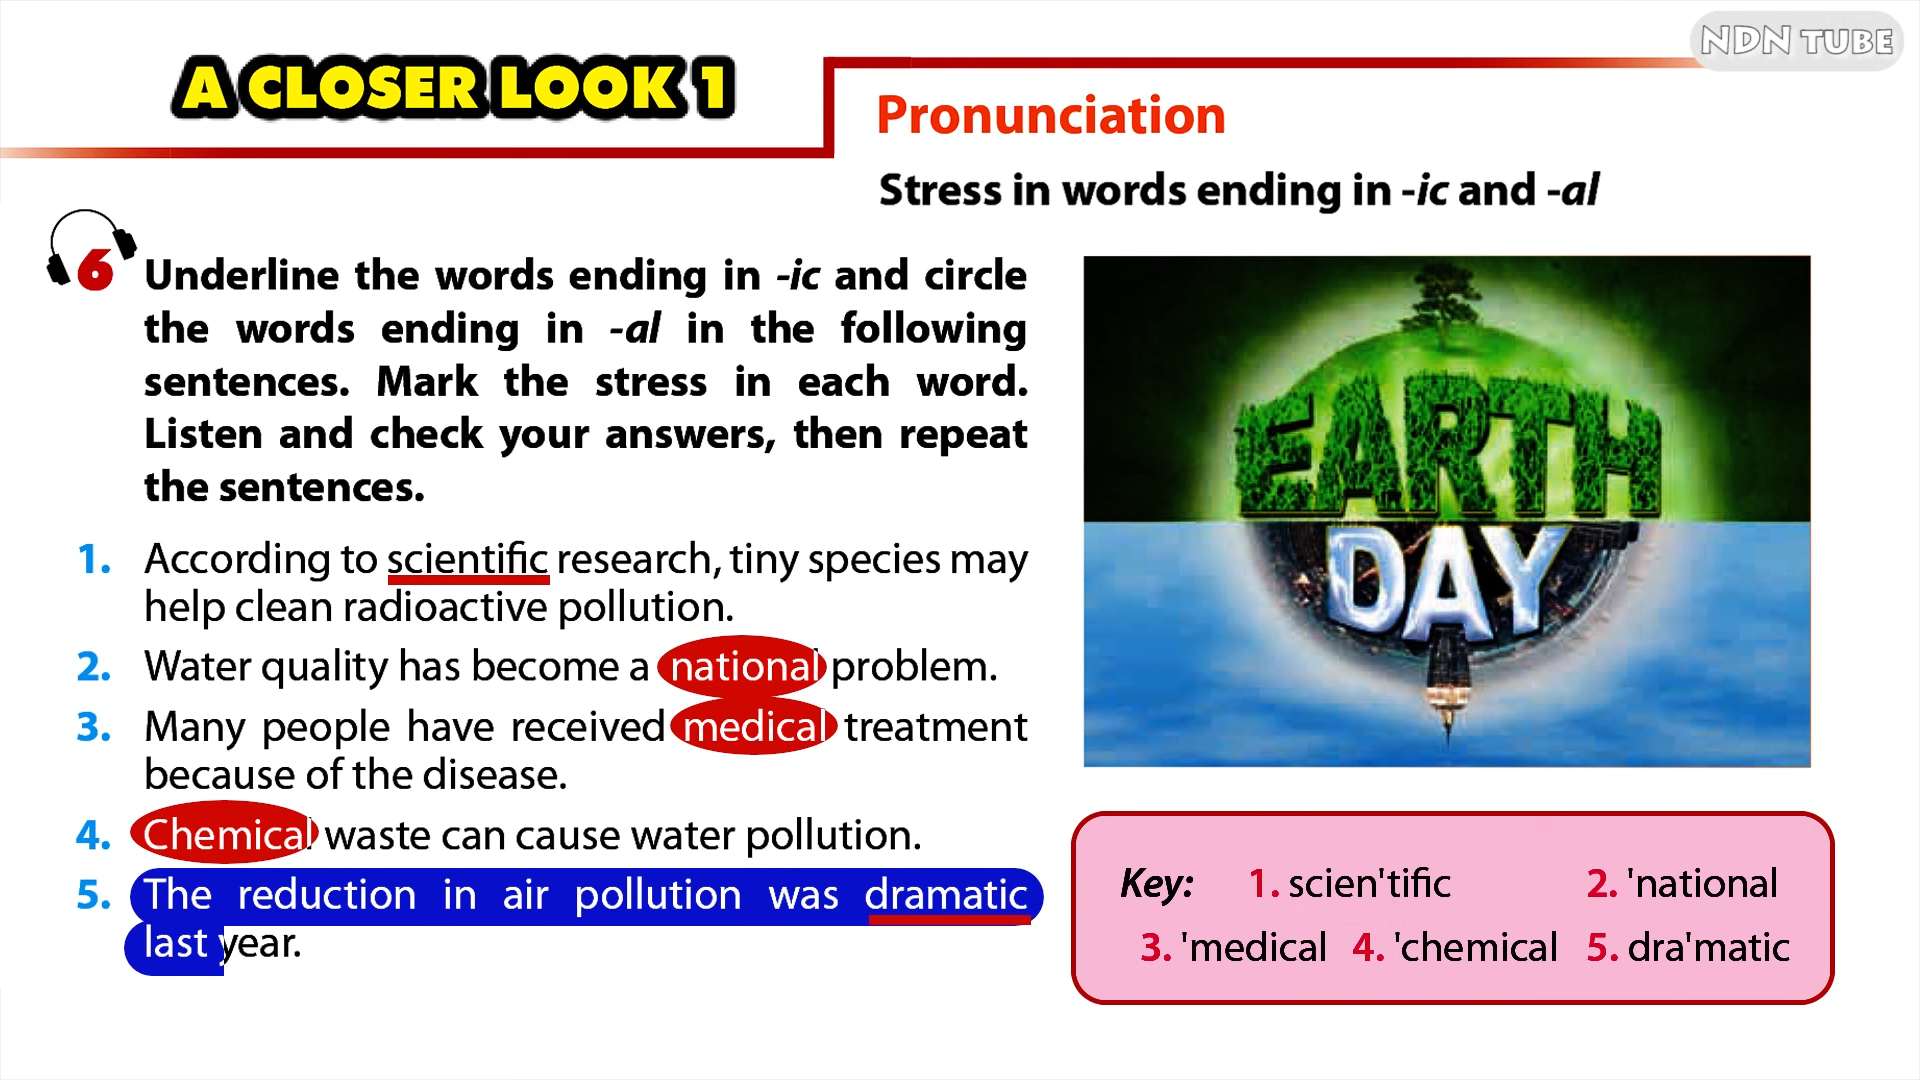 NDN TUBE
A CLOSER LOOK 1
Pronunciation
Stress in words ending in -ic and -al
6 Underline the words ending in -ic and circle
the words ending in -al in the following
sentences. Mark the stress in each word.
Listen and check your answers, then repeat
the sentences.
1. According to scientific research, tiny species may
help clean radioactive pollution.
2. Water quality has become a national problem.
3. Many people have received medical treatment
because of the disease.
4. Chemical waste can cause water pollution.
5. The reduction in air pollution was dramatic
last year.
EARTH
DAY
Key: 1. scien'tific 2. 'national
3. 'medical 4. 'chemical 5. dra'matic